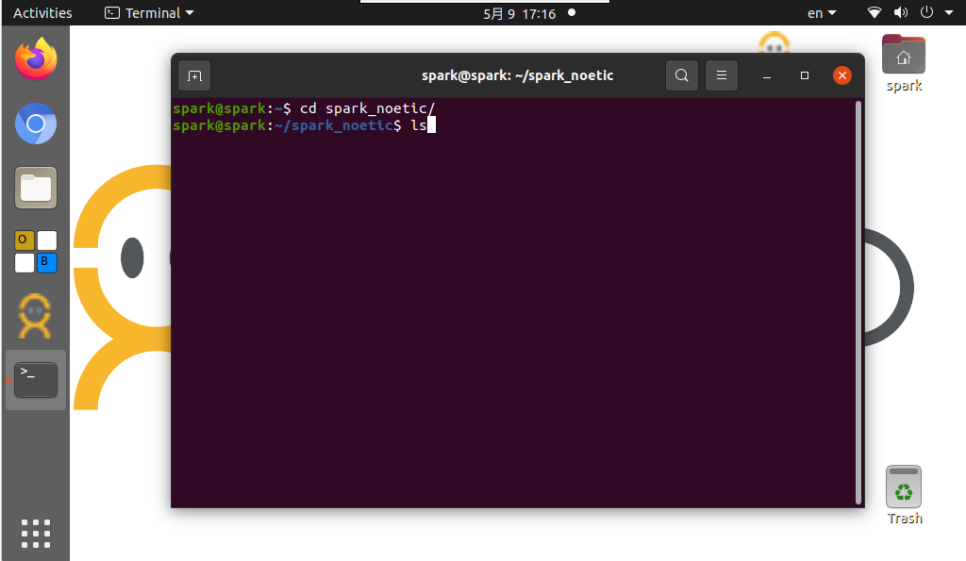 Activities
Terminal
5月 9 17:16
en
spark@spark: ~/spark_noetic
spark@spark:~$ cd spark_noetic/
spark@spark:~/spark_noetic$ ls
O
B
>_
spark
Trash